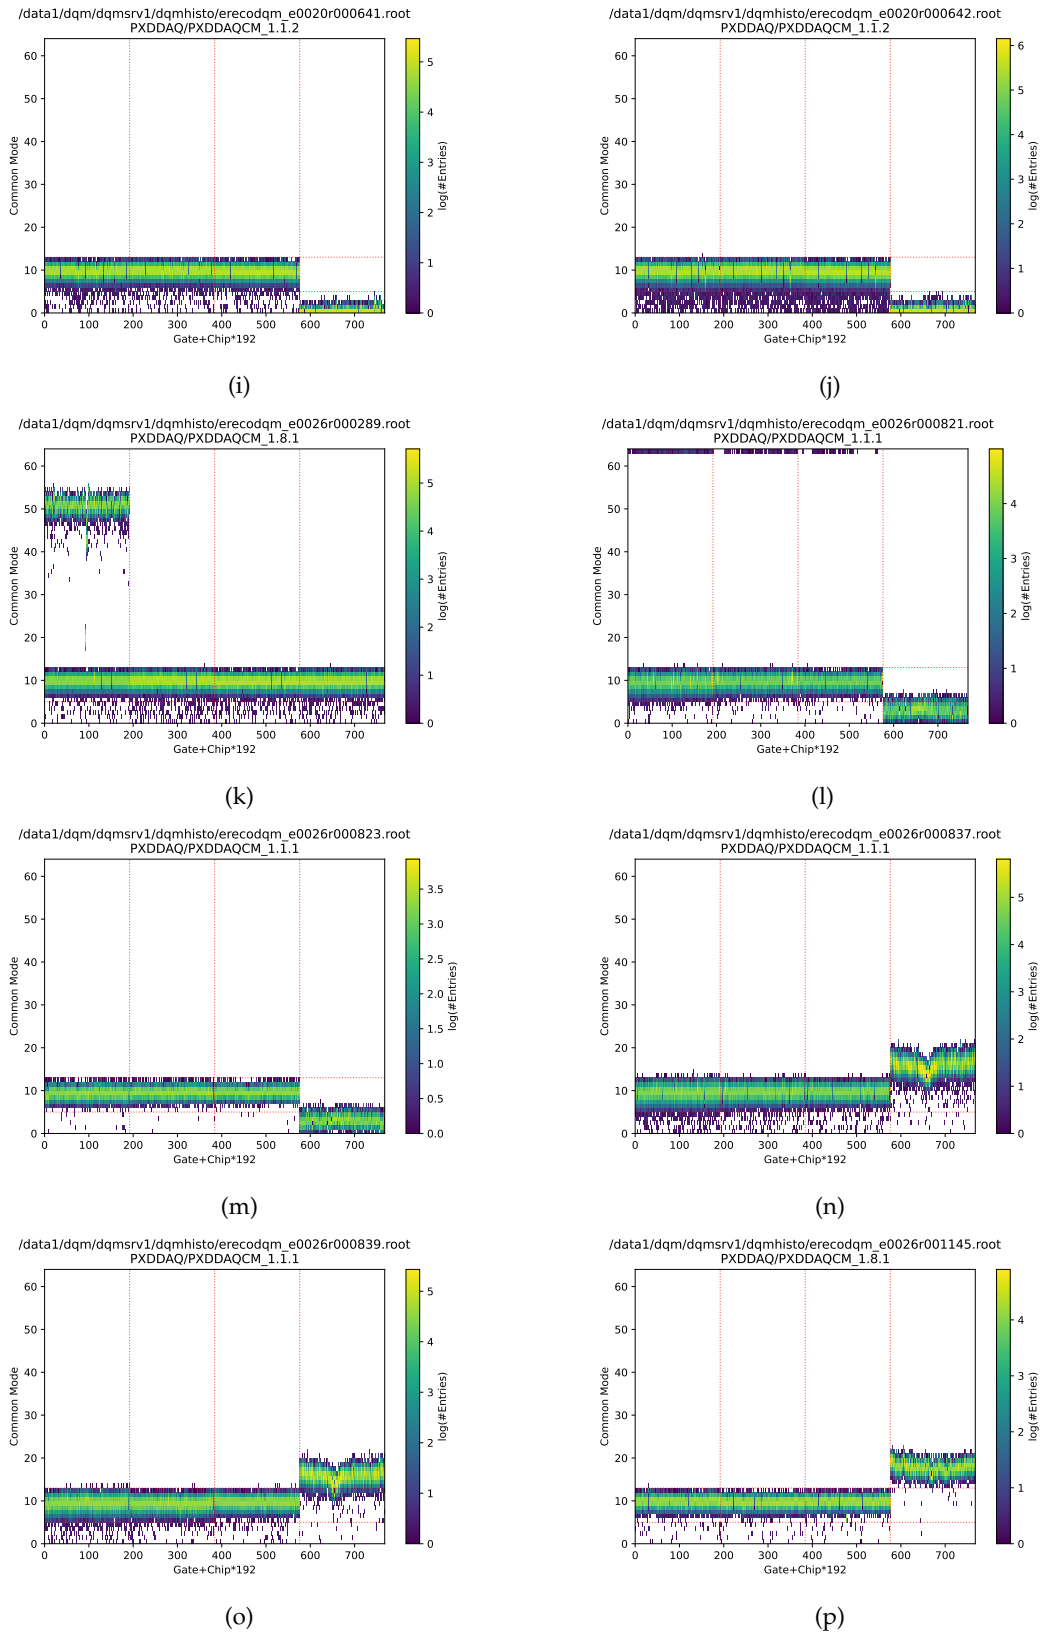 /data1/dqm/dqmsrv1/dqmhisto/erecodqm_e0020r000641.root
PXDDAQ/PXDDAQCM_1.1.2
60
50
40
30
20
10
0
Common Mode
0 100 200 300 400 500 600 700
Gate+Chip*192
5
4
3
2
1
0
log(#Entries)
(i)
/data1/dqm/dqmsrv1/dqmhisto/erecodqm_e0020r000642.root
PXDDAQ/PXDDAQCM_1.1.2
60
50
40
30
20
10
0
Common Mode
0 100 200 300 400 500 600 700
Gate+Chip*192
6
5
4
3
2
1
0
log(#Entries)
(j)
/data1/dqm/dqmsrv1/dqmhisto/erecodqm_e0026r000289.root
PXDDAQ/PXDDAQCM_1.8.1
60
50
40
30
20
10
0
Common Mode
0 100 200 300 400 500 600 700
Gate+Chip*192
5
4
3
2
1
0
log(#Entries)
(k)
/data1/dqm/dqmsrv1/dqmhisto/erecodqm_e0026r000821.root
PXDDAQ/PXDDAQCM_1.1.1
60
50
40
30
20
10
0
Common Mode
0 100 200 300 400 500 600 700
Gate+Chip*192
4
3
2
1
0
log(#Entries)
(l)
/data1/dqm/dqmsrv1/dqmhisto/erecodqm_e0026r000823.root
PXDDAQ/PXDDAQCM_1.1.1
60
50
40
30
20
10
0
Common Mode
0 100 200 300 400 500 600 700
Gate+Chip*192
3.5
3.0
2.5
2.0
1.5
1.0
0.5
0.0
log(#Entries)
(m)
/data1/dqm/dqmsrv1/dqmhisto/erecodqm_e0026r000837.root
PXDDAQ/PXDDAQCM_1.1.1
60
50
40
30
20
10
0
Common Mode
0 100 200 300 400 500 600 700
Gate+Chip*192
5
4
3
2
1
0
log(#Entries)
(n)
/data1/dqm/dqmsrv1/dqmhisto/erecodqm_e0026r000839.root
PXDDAQ/PXDDAQCM_1.1.1
60
50
40
30
20
10
0
Common Mode
0 100 200 300 400 500 600 700
Gate+Chip*192
5
4
3
2
1
0
log(#Entries)
(o)
/data1/dqm/dqmsrv1/dqmhisto/erecodqm_e0026r001145.root
PXDDAQ/PXDDAQCM_1.8.1
60
50
40
30
20
10
0
Common Mode
0 100 200 300 400 500 600 700
Gate+Chip*192
4
3
2
1
0
log(#Entries)
(p)